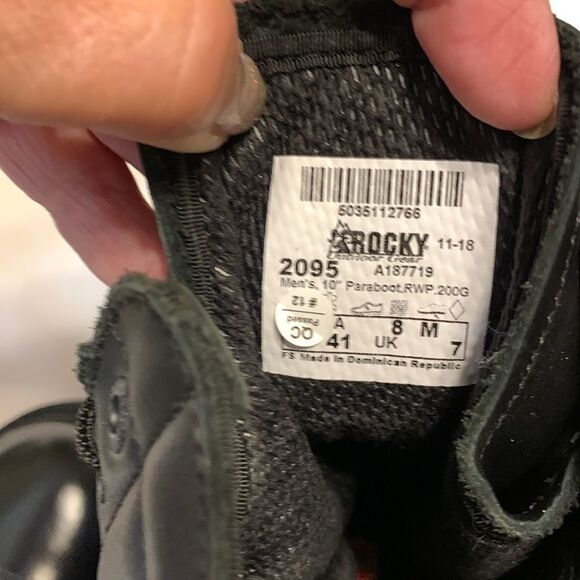 5035112766
ROCKY 11-18
Outdoor Gear
2095 A187719
Men's, 10" Paraboot.RWP.200G
# 12
QC Passed
A 8 M
41 UK 7
FS Made In Dominican Republic